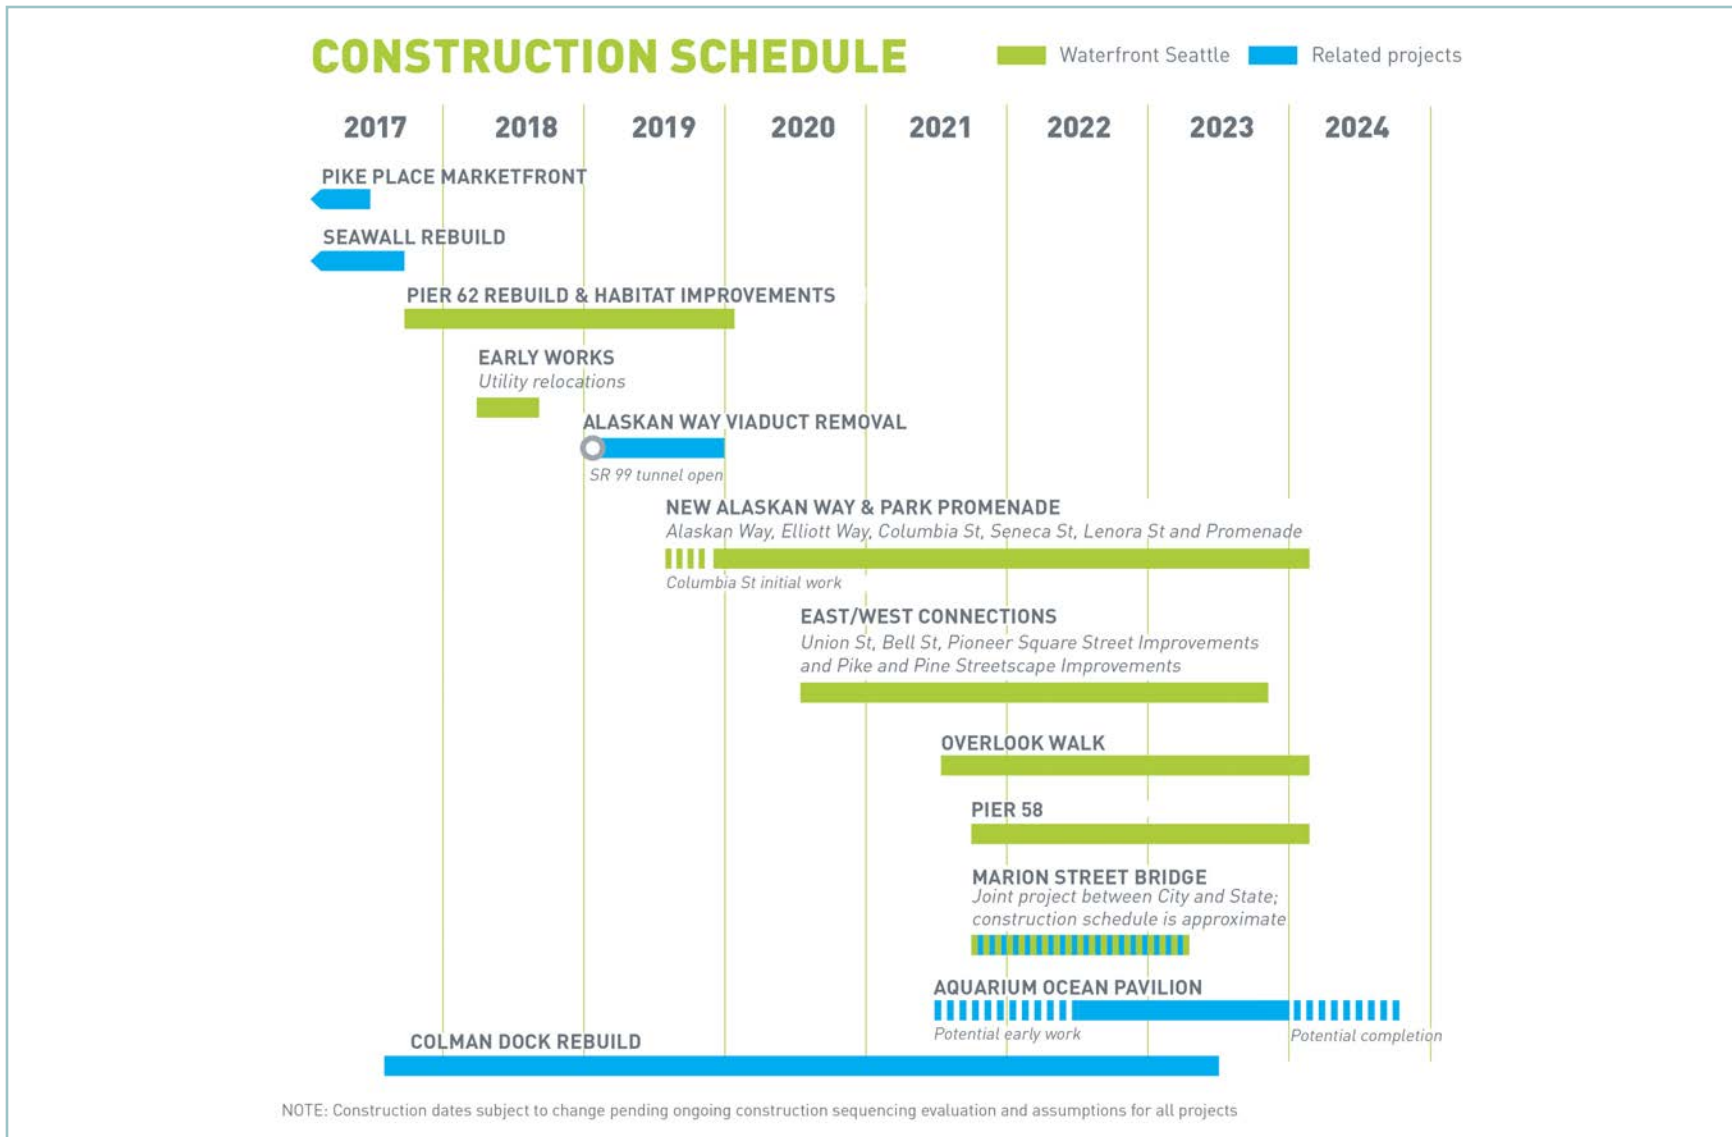 CONSTRUCTION SCHEDULE
Waterfront Seattle
Related projects
2017
2018
2019
2020
2021
2022
2023
2024
PIKE PLACE MARKETFRONT
SEAWALL REBUILD
PIER 62 REBUILD & HABITAT IMPROVEMENTS
EARLY WORKS
Utility relocations
ALASKAN WAY VIADUCT REMOVAL
SR 99 tunnel open
NEW ALASKAN WAY & PARK PROMENADE
Alaskan Way, Elliott Way, Columbia St, Seneca St, Lenora St and Promenade
Columbia St initial work
EAST/WEST CONNECTIONS
Union St, Bell St, Pioneer Square Street Improvements
and Pike and Pine Streetscape Improvements
OVERLOOK WALK
PIER 58
MARION STREET BRIDGE
Joint project between City and State;
construction schedule is approximate
AQUARIUM OCEAN PAVILION
Potential early work
Potential completion
COLMAN DOCK REBUILD
NOTE: Construction dates subject to change pending ongoing construction sequencing evaluation and assumptions for all projects